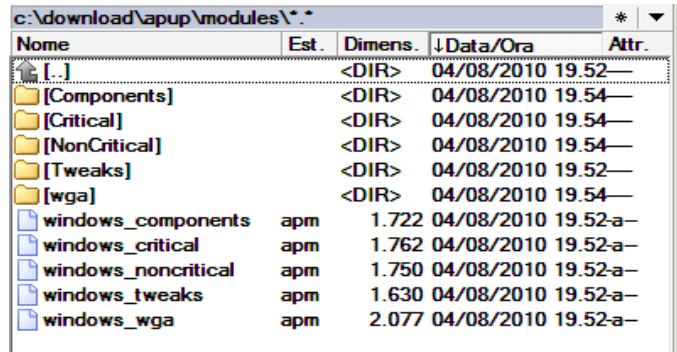 c:\download\apup\modules\*.* * ▼
Nome Est. Dimens. ↓Data/Ora Attr.
[..] <DIR> 04/08/2010 19.52----
[Components] <DIR> 04/08/2010 19.54----
[Critical] <DIR> 04/08/2010 19.54----
[NonCritical] <DIR> 04/08/2010 19.54----
[Tweaks] <DIR> 04/08/2010 19.52----
[wga] <DIR> 04/08/2010 19.54----
windows_components apm 1.722 04/08/2010 19.52-a--
windows_critical apm 1.762 04/08/2010 19.52-a--
windows_noncritical apm 1.750 04/08/2010 19.52-a--
windows_tweaks apm 1.630 04/08/2010 19.52-a--
windows_wga apm 2.077 04/08/2010 19.52-a--